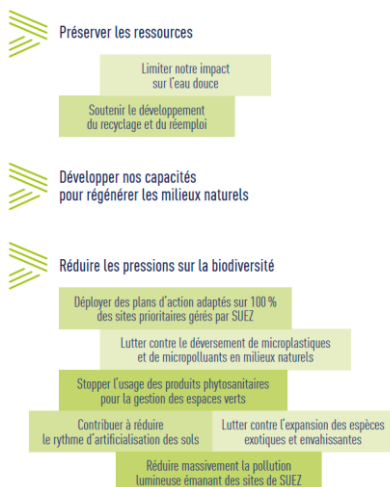 Préserver les ressources
Limiter notre impact
sur l'eau douce
Soutenir le développement
du recyclage et du réemploi
Développer nos capacités
pour régénérer les milieux naturels
Réduire les pressions sur la biodiversité
Déployer des plans d'action adaptés sur 100 %
des sites prioritaires gérés par SUEZ
Lutter contre le déversement de microplastiques
et de micropolluants en milieux naturels
Stopper l'usage des produits phytosanitaires
pour la gestion des espaces verts
Contribuer à réduire
le rythme d'artificialisation des sols
Lutter contre l'expansion des espèces
exotiques et envahissantes
Réduire massivement la pollution
lumineuse émanant des sites de SUEZ